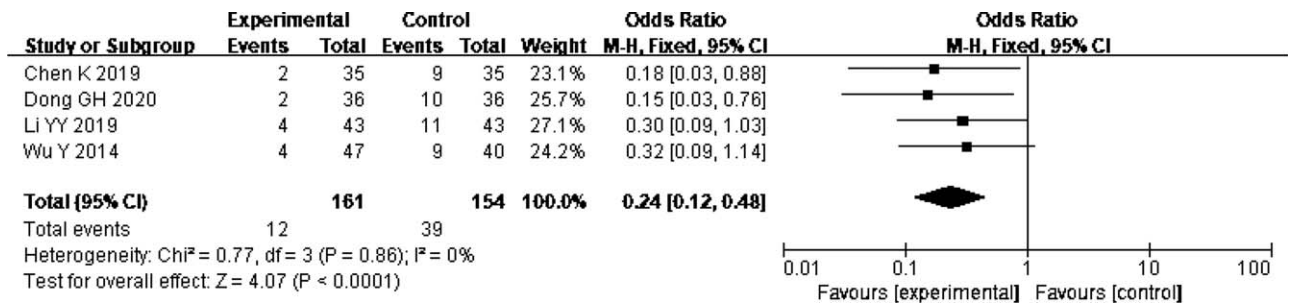 Experimental Control Odds Ratio Odds Ratio
Study or Subgroup Events Total Events Total Weight M-H, Fixed, 95% CI M-H, Fixed, 95% CI
Chen K 2019 2 35 9 35 23.1% 0.18 [0.03, 0.88]
Dong GH 2020 2 36 10 36 25.7% 0.15 [0.03, 0.76]
Li YY 2019 4 43 11 43 27.1% 0.30 [0.09, 1.03]
Wu Y 2014 4 47 9 40 24.2% 0.32 [0.09, 1.14]
Total (95% CI) 161 154 100.0% 0.24 [0.12, 0.48]
Total events 12 39
Heterogeneity: Chi² = 0.77, df = 3 (P = 0.86); I² = 0%
Test for overall effect: Z = 4.07 (P < 0.0001)
0.01 0.1 1 10 100
Favours [experimental] Favours [control]